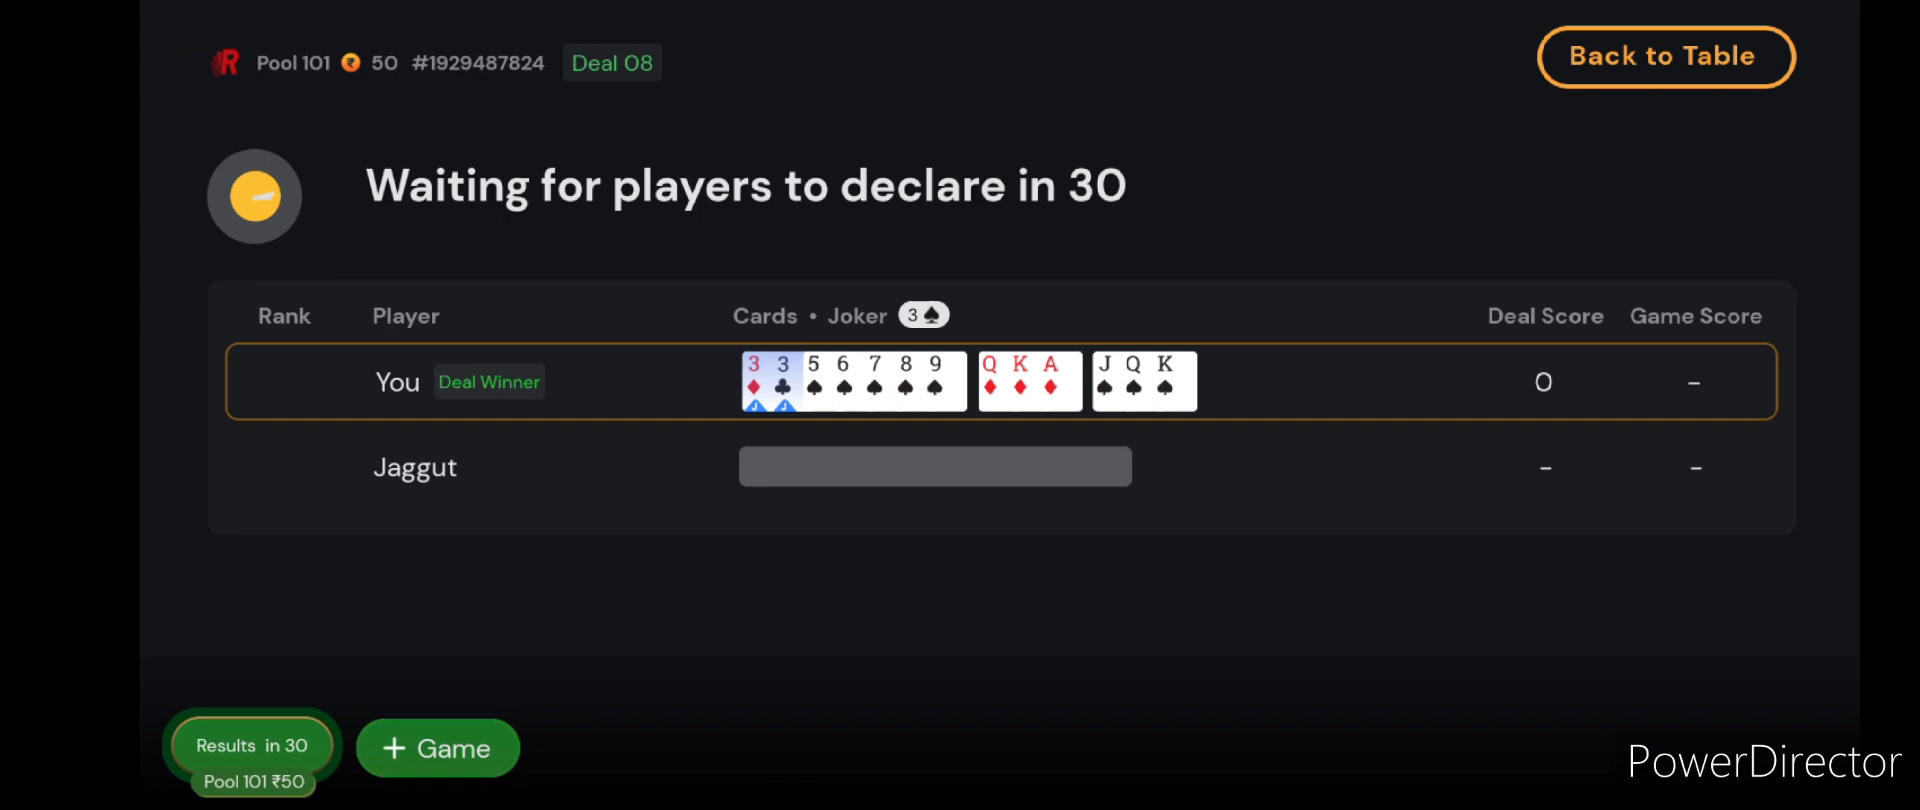 R Pool 101 ₹ 50 #1929487824 Deal 08
Back to Table
Waiting for players to declare in 30
Rank Player Cards • Joker 3♠ Deal Score Game Score
You Deal Winner 3♦ 3♣ 5♠ 6♠ 7♠ 8♠ 9♠ Q♦ K♦ A♦ J♠ Q♠ K♠ 0 -
J J
Jaggut - -
Results in 30
Pool 101 ₹50
+ Game
PowerDirector